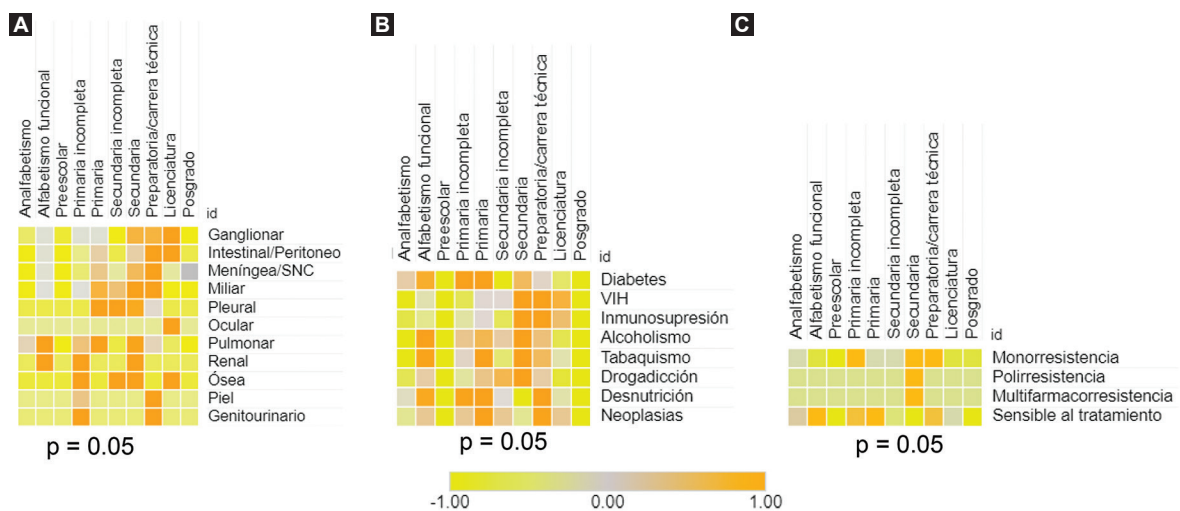 A
Analfabetismo
Alfabetismo funcional
Preescolar
Primaria incompleta
Primaria
Secundaria incompleta
Secundaria
Preparatoria/carrera técnica
Licenciatura
Posgrado
id
Ganglionar
Intestinal/Peritoneo
Meníngea/SNC
Miliar
Pleural
Ocular
Pulmonar
Renal
Ósea
Piel
Genitourinario
p = 0.05
B
Analfabetismo
Alfabetismo funcional
Preescolar
Primaria incompleta
Primaria
Secundaria incompleta
Secundaria
Preparatoria/carrera técnica
Licenciatura
Posgrado
id
Diabetes
VIH
Inmunosupresión
Alcoholismo
Tabaquismo
Drogadicción
Desnutrición
Neoplasias
p = 0.05
C
Analfabetismo
Alfabetismo funcional
Preescolar
Primaria incompleta
Primaria
Secundaria incompleta
Secundaria
Preparatoria/carrera técnica
Licenciatura
Posgrado
id
Monorresistencia
Polirresistencia
Multifarmacorresistencia
Sensible al tratamiento
p = 0.05
-1.00 0.00 1.00